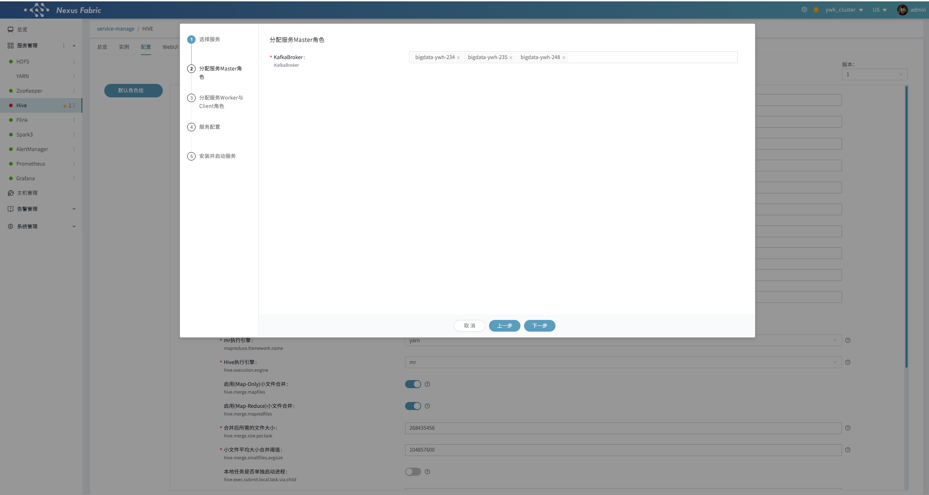 Nexus Fabric
ywk_cluster
US
admin
总览
服务管理
HDFS
YARN
ZooKeeper
Hive
Flink
Spark3
AlertManager
Prometheus
Grafana
主机管理
告警管理
系统管理
service-manage / HIVE
总览 实例 配置 WebUI
默认角色组
版本:
1
1 选择服务
2 分配服务Master角色
3 分配服务Worker与
Client角色
4 服务配置
5 安装并启动服务
分配服务Master角色
* KafkaBroker :
KafkaBroker
bigdata-ywh-234 × bigdata-ywh-235 × bigdata-ywh-248 ×
取 消 上一步 下一步
* mr执行引擎 :
mapreduce.framework.name
yarn
* Hive执行引擎 :
hive.execution.engine
mr
启用(Map-Only)小文件合并 :
hive.merge.mapfiles
启用(Map-Reduce)小文件合并 :
hive.merge.mapredfiles
* 合并后所需的文件大小 :
hive.merge.size.per.task
268435456
* 小文件平均大小合并阈值 :
hive.merge.smallfiles.avgsize
104857600
本地任务是否单独启动进程 :
hive.exec.submit.local.task.via.child